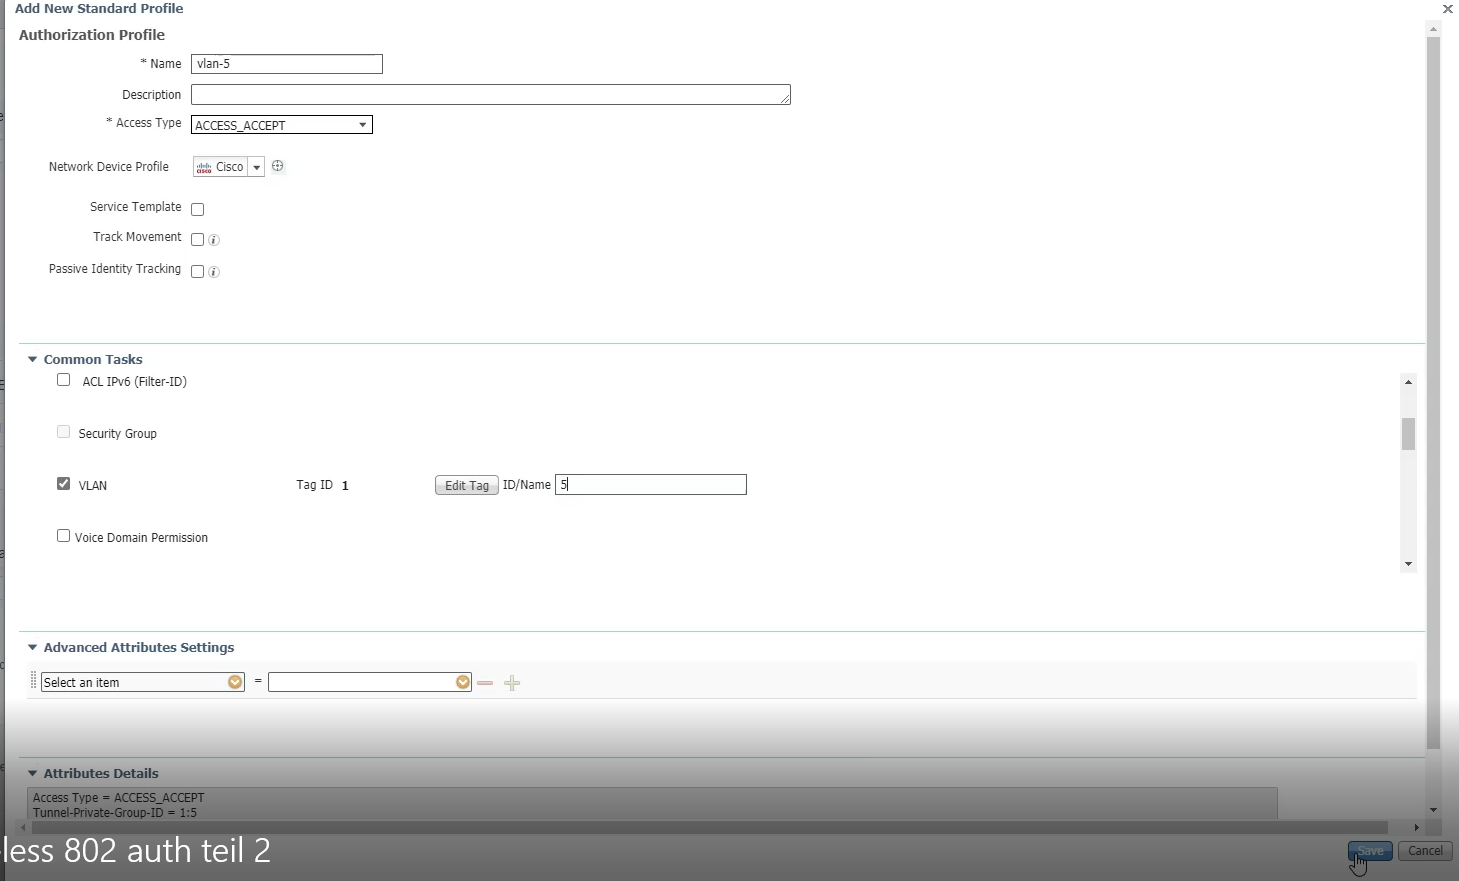 Add New Standard Profile
Authorization Profile
* Name vlan-5
Description
* Access Type ACCESS_ACCEPT
Network Device Profile cisco Cisco
Service Template
Track Movement i
Passive Identity Tracking i
Common Tasks
ACL IPv6 (Filter-ID)
Security Group
VLAN Tag ID 1 Edit Tag ID/Name 5
Voice Domain Permission
Advanced Attributes Settings
Select an item =
Attributes Details
Access Type = ACCESS_ACCEPT
Tunnel-Private-Group-ID = 1:5
less 802 auth teil 2
Save Cancel